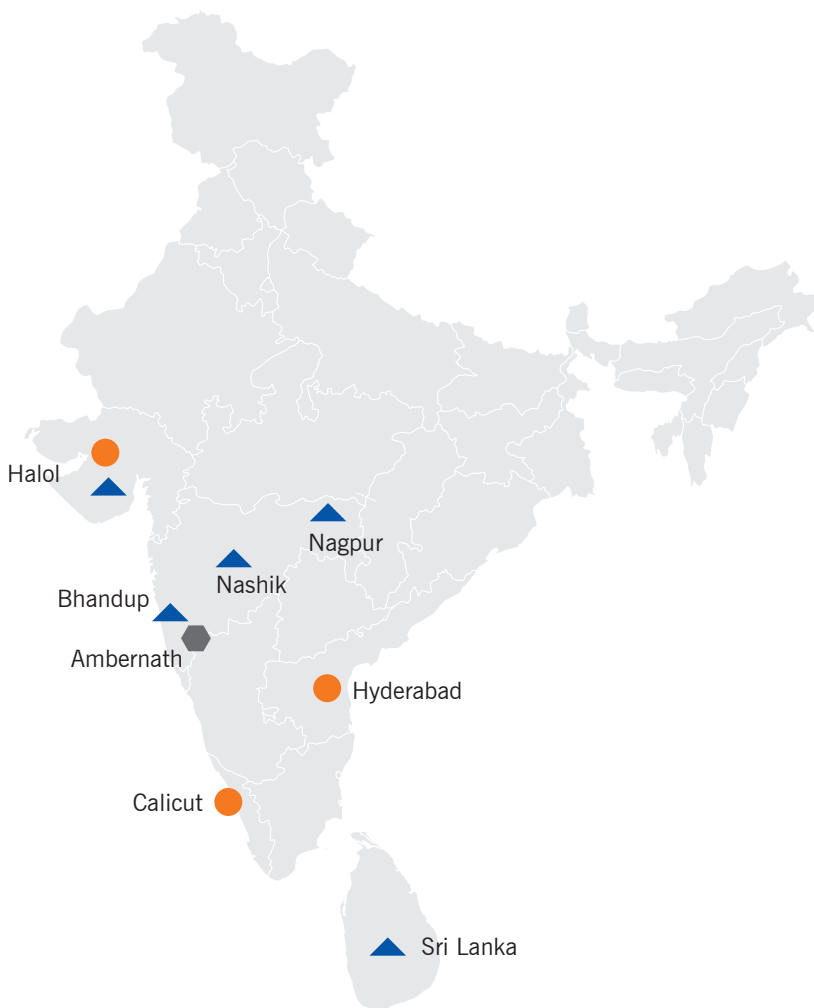 Halol
Nagpur
Nashik
Bhandup
Ambernath
Hyderabad
Calicut
Sri Lanka